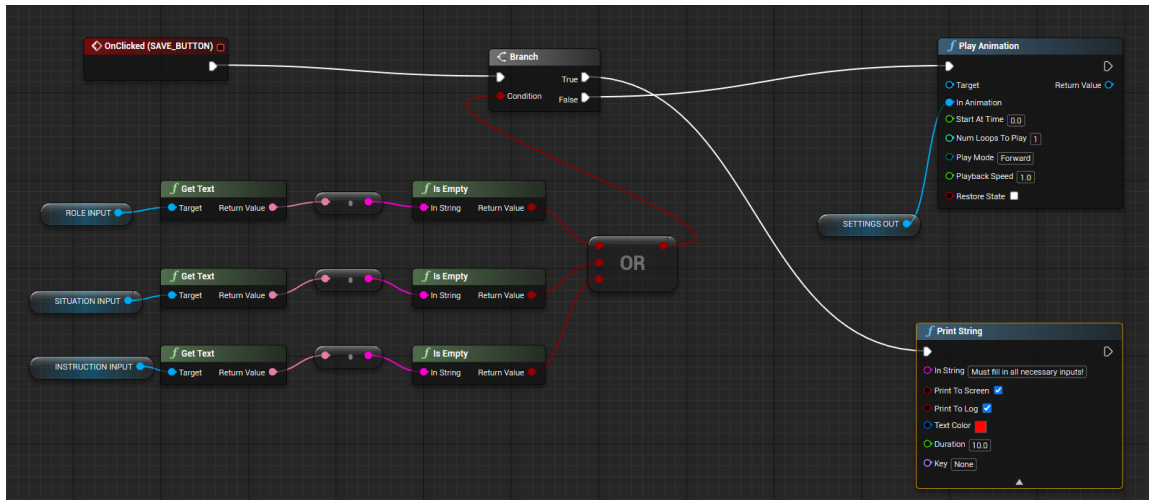 OnClicked (SAVE_BUTTON)
Branch
True
Condition
False
f Play Animation
Target
Return Value
In Animation
Start At Time 0.0
Num Loops To Play 1
Play Mode Forward
Playback Speed 1.0
Restore State
SETTINGS OUT
ROLE INPUT
f Get Text
Target Return Value
f Is Empty
In String Return Value
SITUATION INPUT
f Get Text
Target Return Value
f Is Empty
In String Return Value
INSTRUCTION INPUT
f Get Text
Target Return Value
f Is Empty
In String Return Value
OR
f Print String
In String Must fill in all necessary inputs!
Print To Screen
Print To Log
Text Color
Duration 10.0
Key None